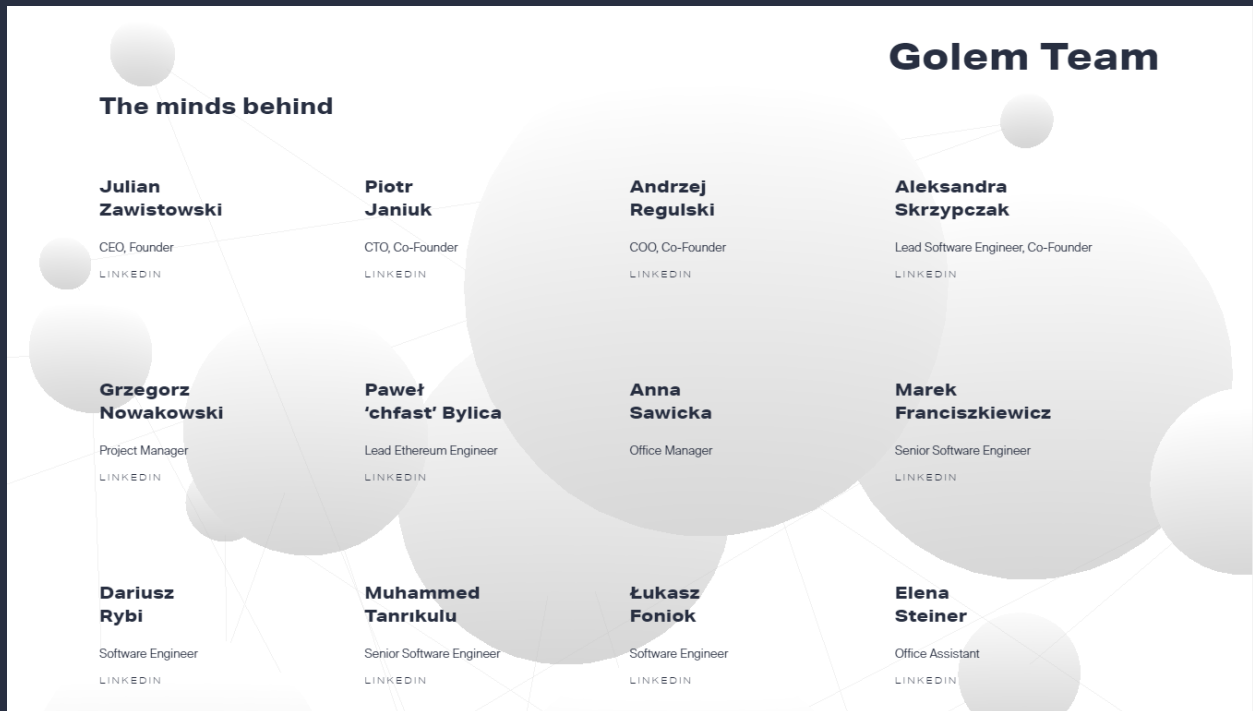 Golem Team
The minds behind
Julian
Zawistowski
CEO, Founder
LINKEDIN
Piotr
Janiuk
CTO, Co-Founder
LINKEDIN
Andrzej
Regulski
COO, Co-Founder
LINKEDIN
Aleksandra
Skrzypczak
Lead Software Engineer, Co-Founder
LINKEDIN
Grzegorz
Nowakowski
Project Manager
LINKEDIN
Paweł
‘chfast’ Bylica
Lead Ethereum Engineer
LINKEDIN
Anna
Sawicka
Office Manager
Marek
Franciszkiewicz
Senior Software Engineer
LINKEDIN
Dariusz
Rybi
Software Engineer
LINKEDIN
Muhammed
Tanrıkulu
Senior Software Engineer
LINKEDIN
Łukasz
Foniok
Software Engineer
LINKEDIN
Elena
Steiner
Office Assistant
LINKEDIN